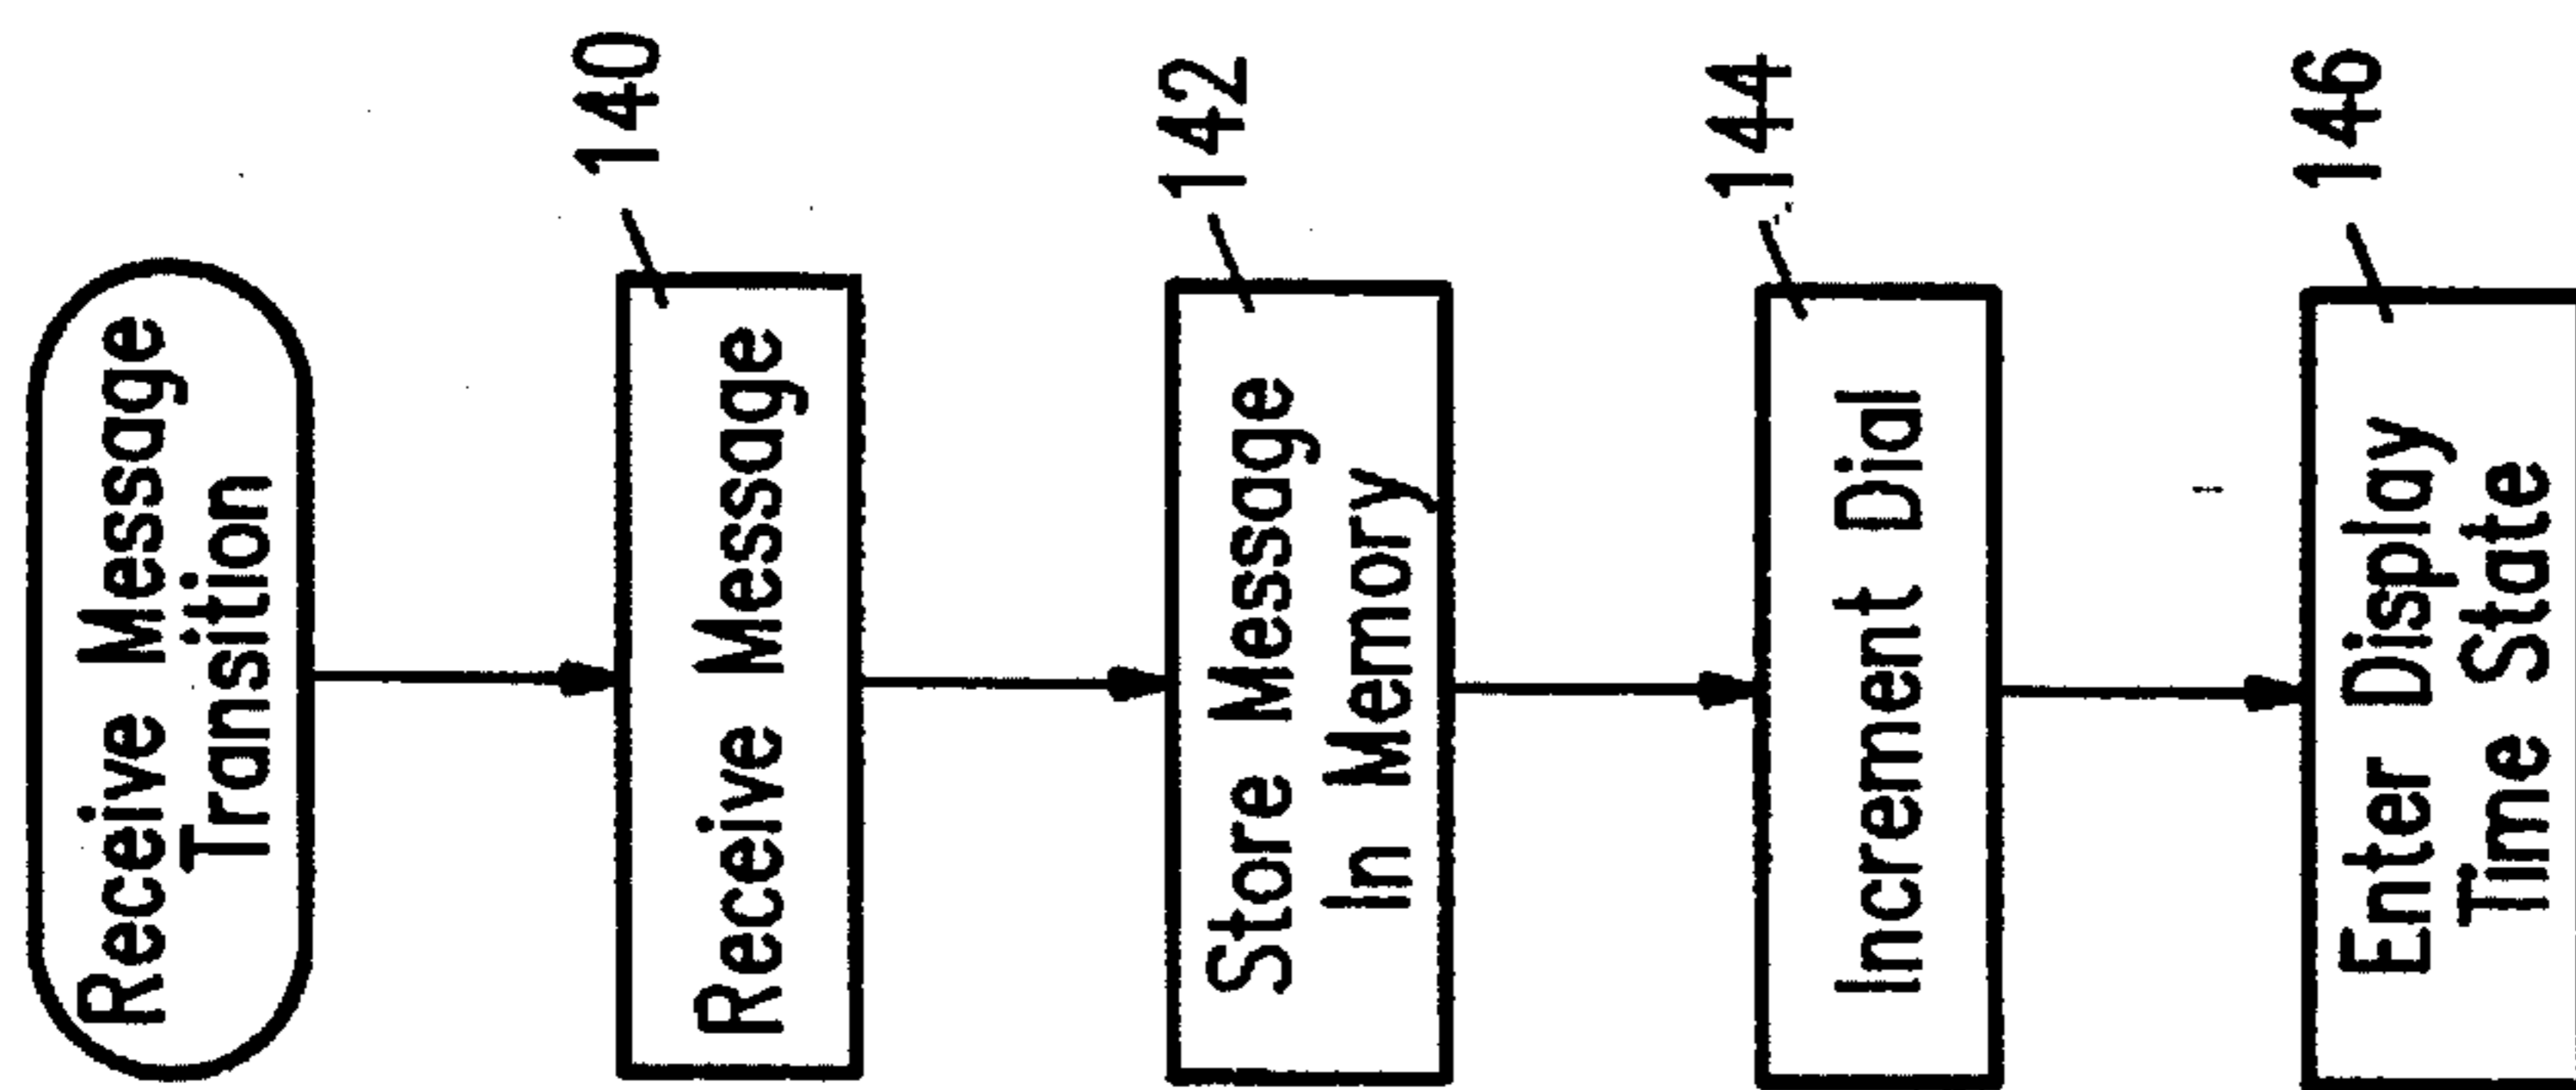 Receive Message
Transition
140
Receive Message
142
Store Message
In Memory
144
Increment Dial
146
Enter Display
Time State